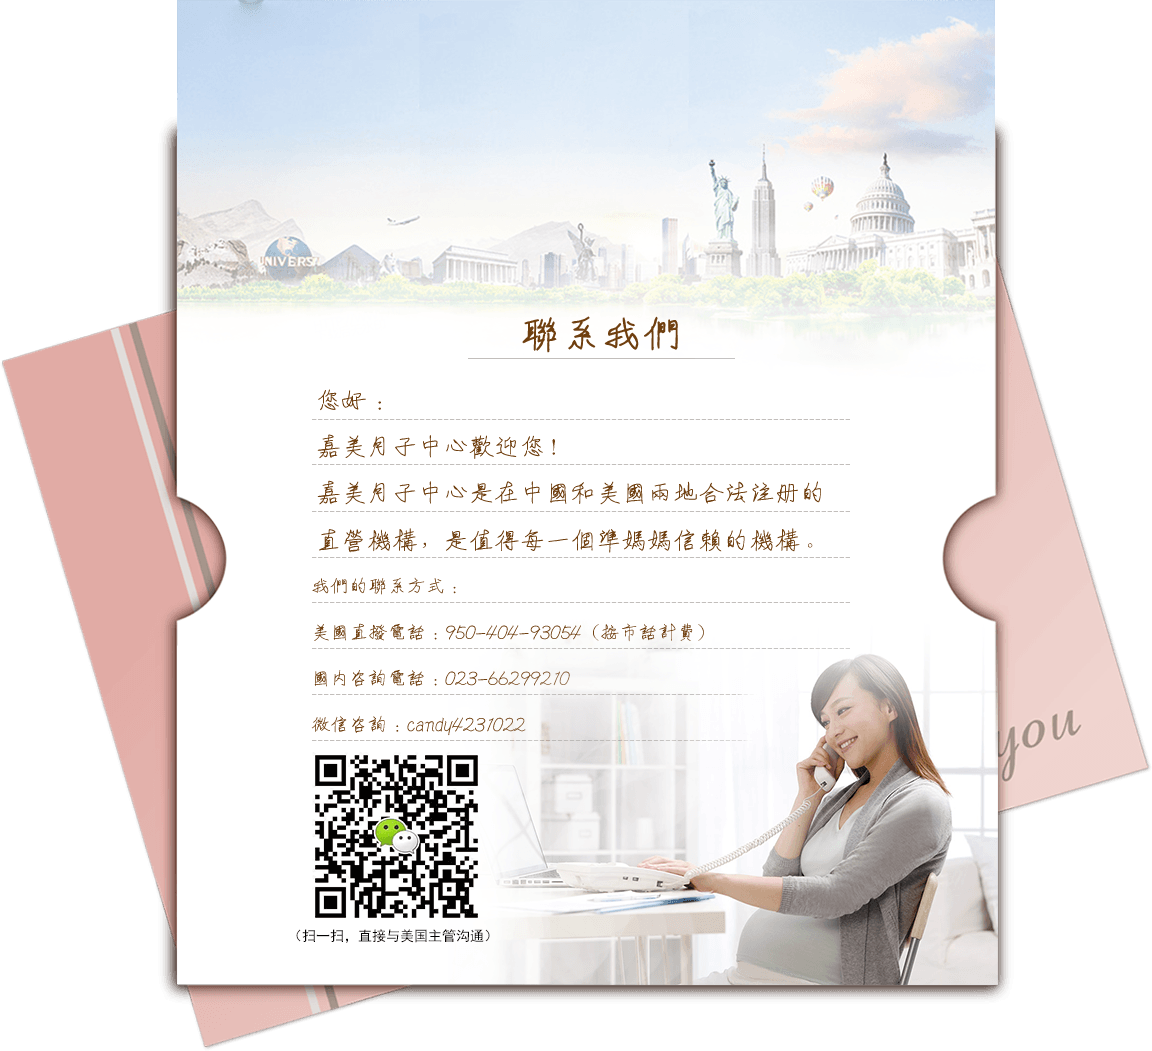 UNIVERS
聯系我們
您好：
嘉美月子中心歡迎您！
嘉美月子中心是在中國和美國兩地合法注册的
直營機構，是值得每一個準媽媽信賴的機構。
我們的聯系方式：
美國直撥電話：950-404-93054（按市話計費）
國内咨詢電話：023-66299210
微信咨詢：candy4231022
you
（扫一扫，直接与美国主管沟通）